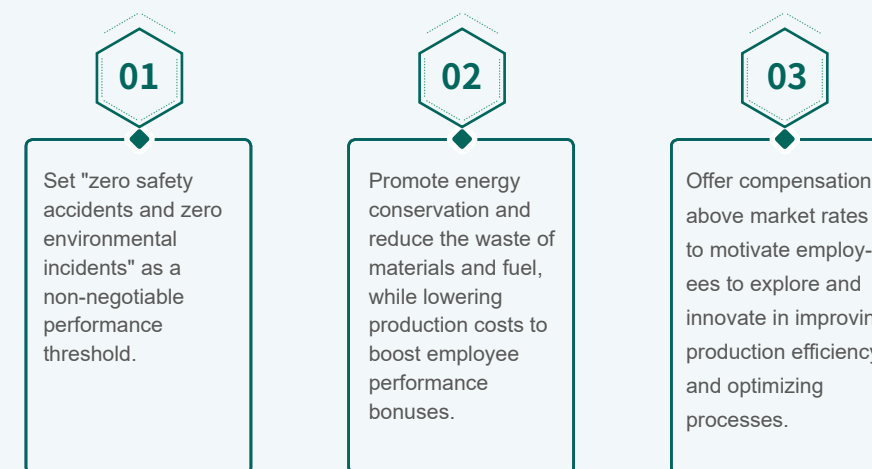 01
Set "zero safety
accidents and zero
environmental
incidents" as a
non-negotiable
performance
threshold.
02
Promote energy
conservation and
reduce the waste of
materials and fuel,
while lowering
production costs to
boost employee
performance
bonuses.
03
Offer compensation
above market rates
to motivate employ-
ees to explore and
innovate in improvin
production efficiency
and optimizing
processes.